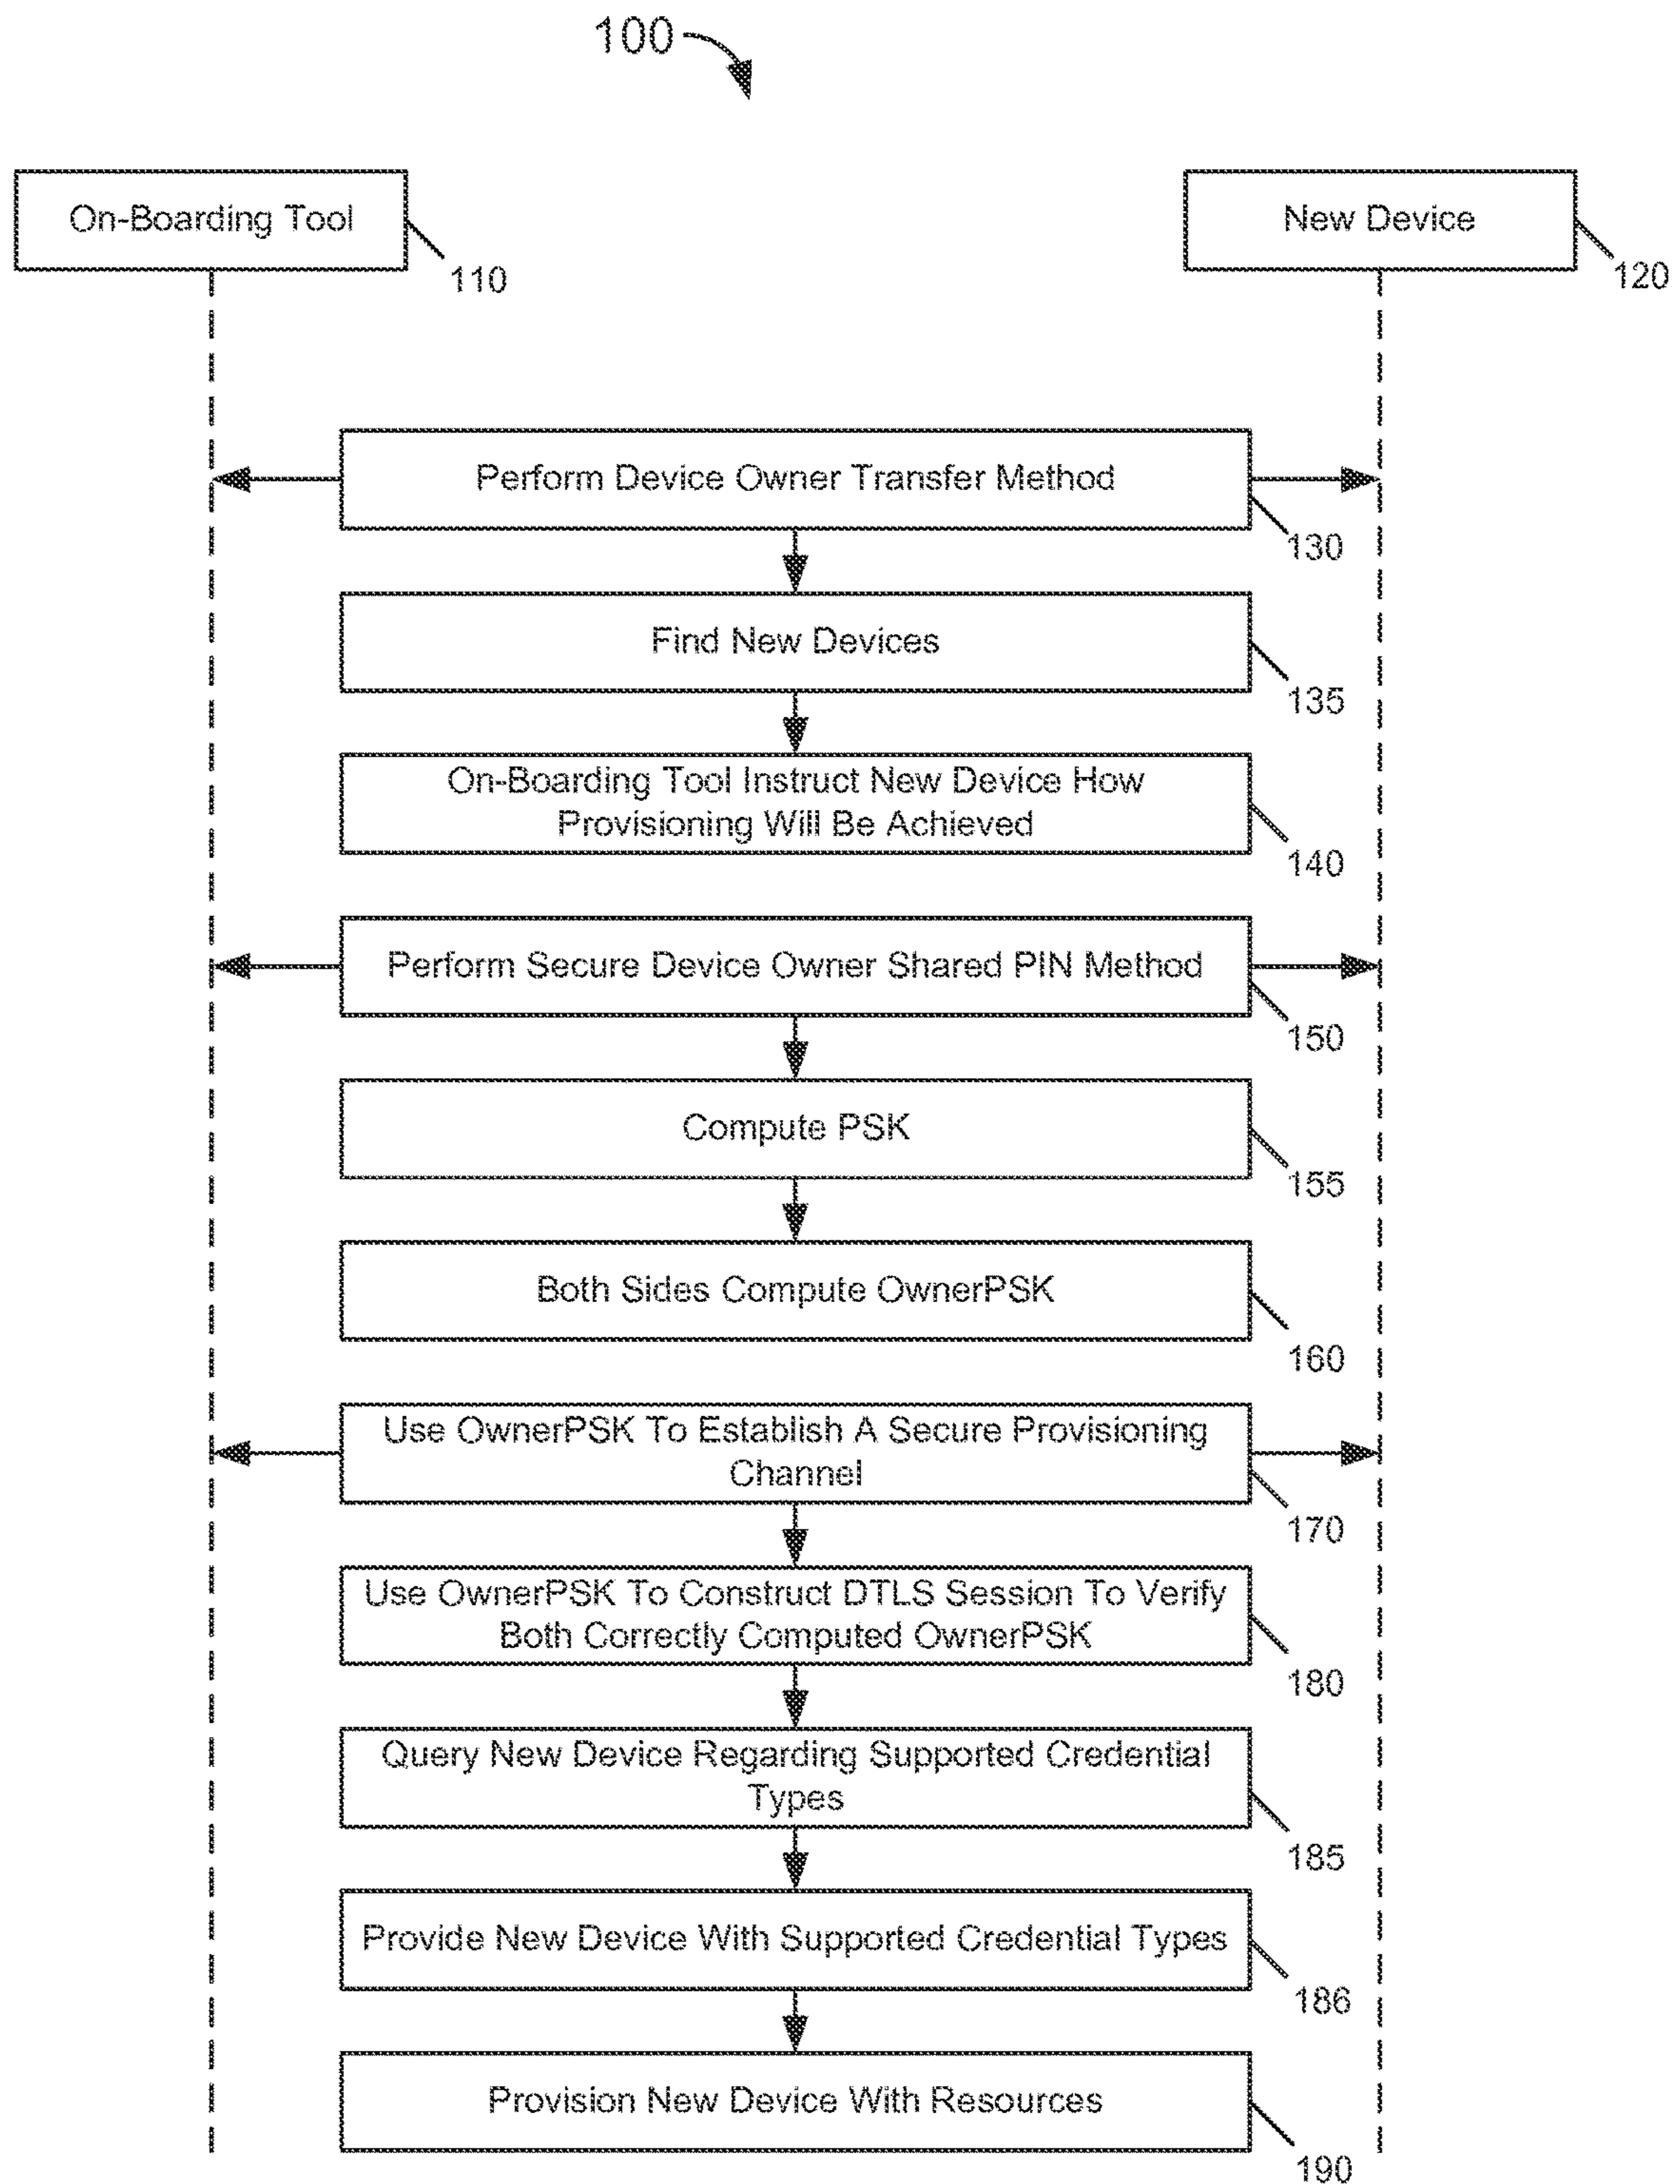 100
On-Boarding Tool
110
New Device
120
Perform Device Owner Transfer Method
130
Find New Devices
135
On-Boarding Tool Instruct New Device How
Provisioning Will Be Achieved
140
Perform Secure Device Owner Shared PIN Method
150
Compute PSK
155
Both Sides Compute OwnerPSK
160
Use OwnerPSK To Establish A Secure Provisioning
Channel
170
Use OwnerPSK To Construct DTLS Session To Verify
Both Correctly Computed OwnerPSK
180
Query New Device Regarding Supported Credential
Types
185
Provide New Device With Supported Credential Types
186
Provision New Device With Resources
190